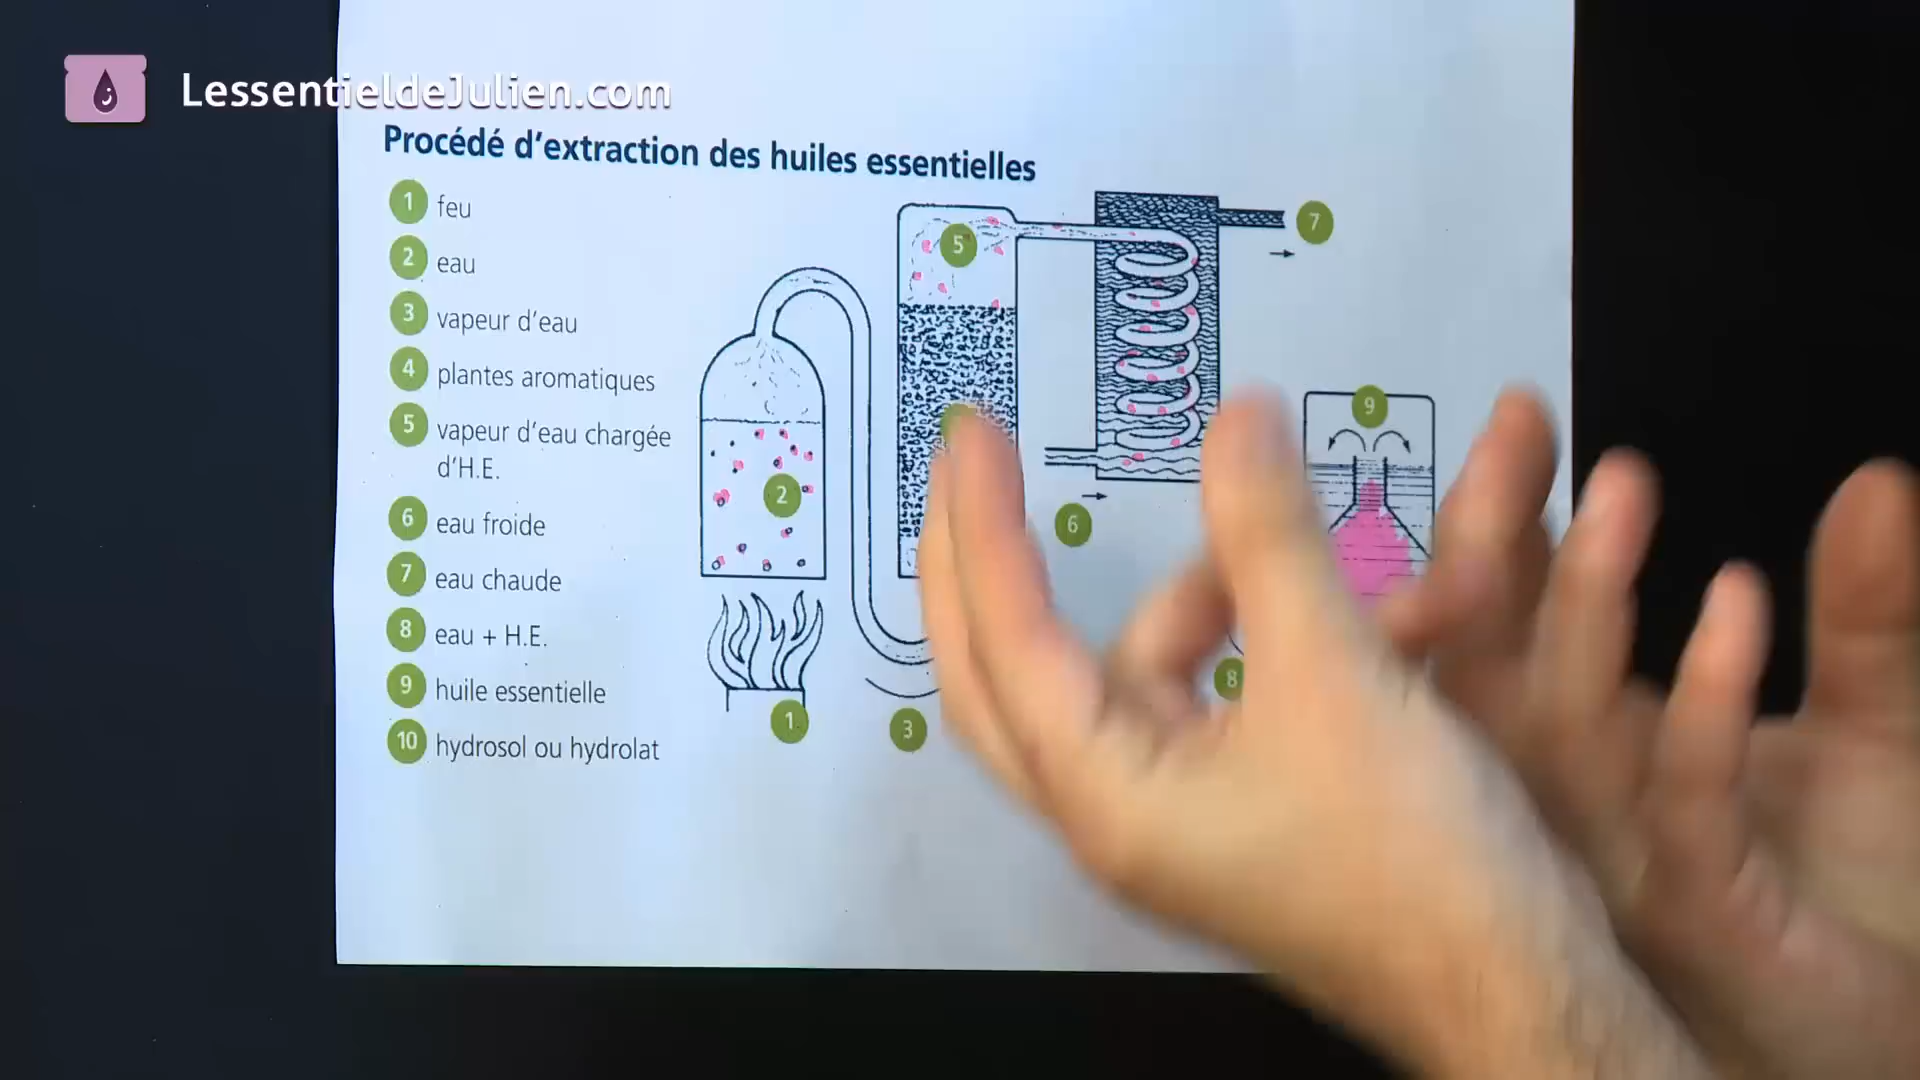 LessentieldeJulien.com
Procédé d'extraction des huiles essentielles
1 feu
2 eau
3 vapeur d'eau
4 plantes aromatiques
5 vapeur d'eau chargée
d'H.E.
6 eau froide
7 eau chaude
8 eau + H.E.
9 huile essentielle
10 hydrosol ou hydrolat
5
7
9
2
6
8
1
3